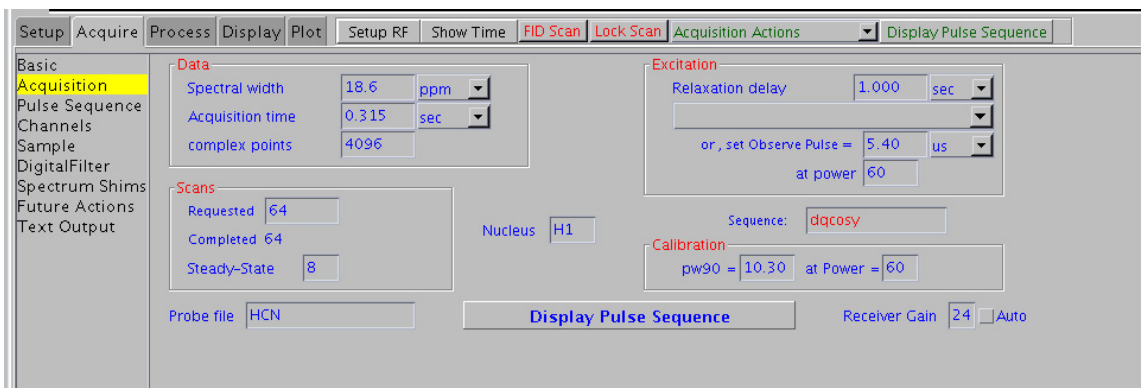 Setup Acquire Process Display Plot Setup RF Show Time FID Scan Lock Scan Acquisition Actions Display Pulse Sequence
Basic
Acquisition
Pulse Sequence
Channels
Sample
DigitalFilter
Spectrum Shims
Future Actions
Text Output
Data
Spectral width 18.6 ppm
Acquisition time 0.315 sec
complex points 4096
Excitation
Relaxation delay 1.000 sec
or , set Observe Pulse = 5.40 us
at power 60
Scans
Requested 64
Completed 64
Steady-State 8
Nucleus H1
Sequence: dqcosy
Calibration
pw90 = 10.30 at Power = 60
Probe file HCN
Display Pulse Sequence
Receiver Gain 24 Auto